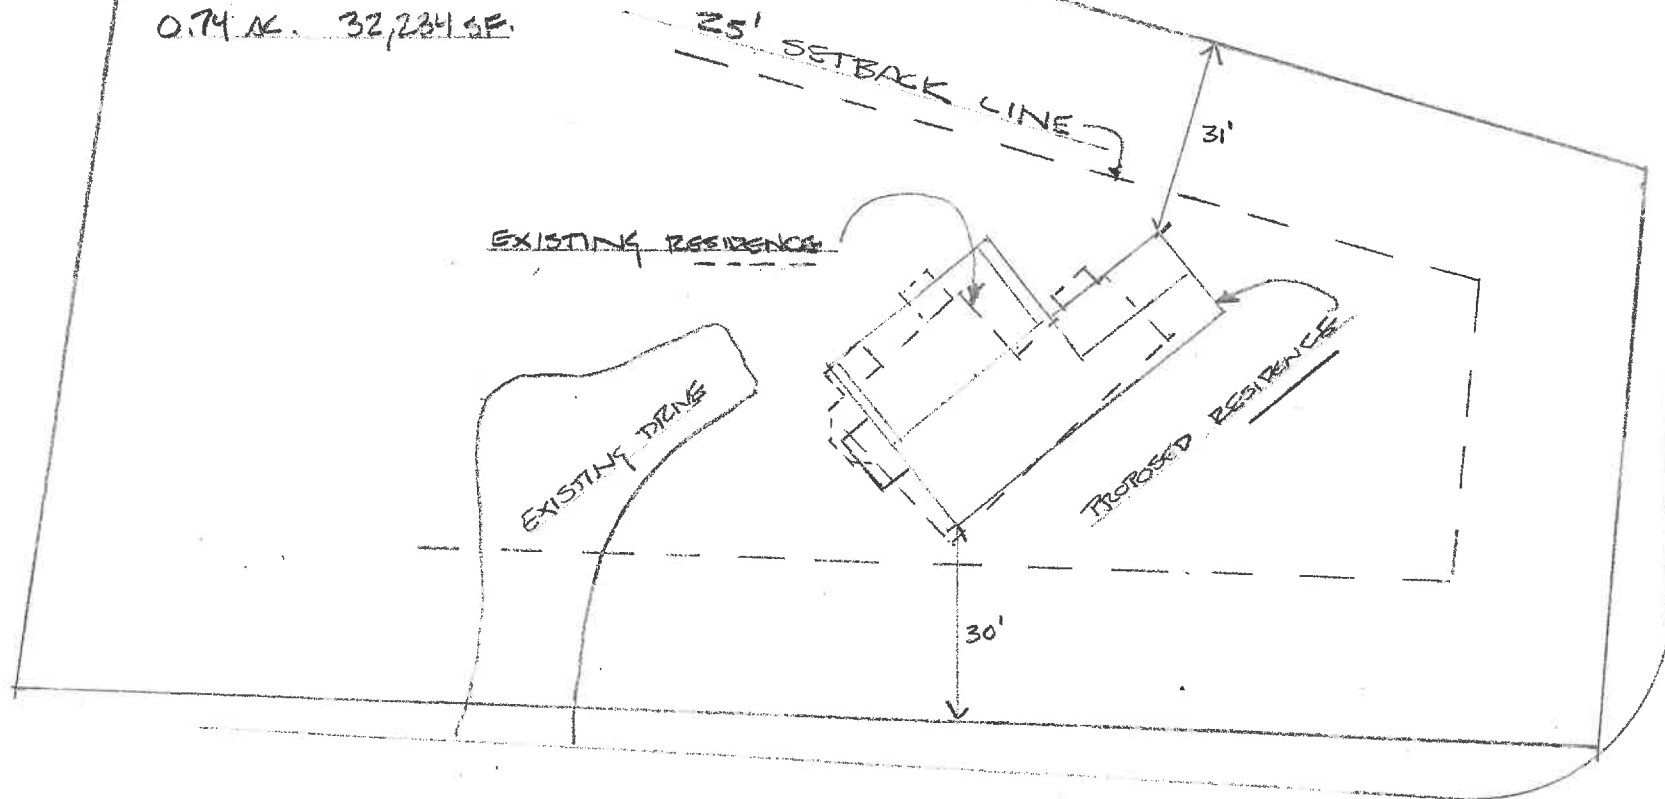 0.74 AC. 32,234 SF.
25' SETBACK LINE
31'
EXISTING RESIDENCE
PROPOSED RESIDENCE
EXISTING DRIVE
30'